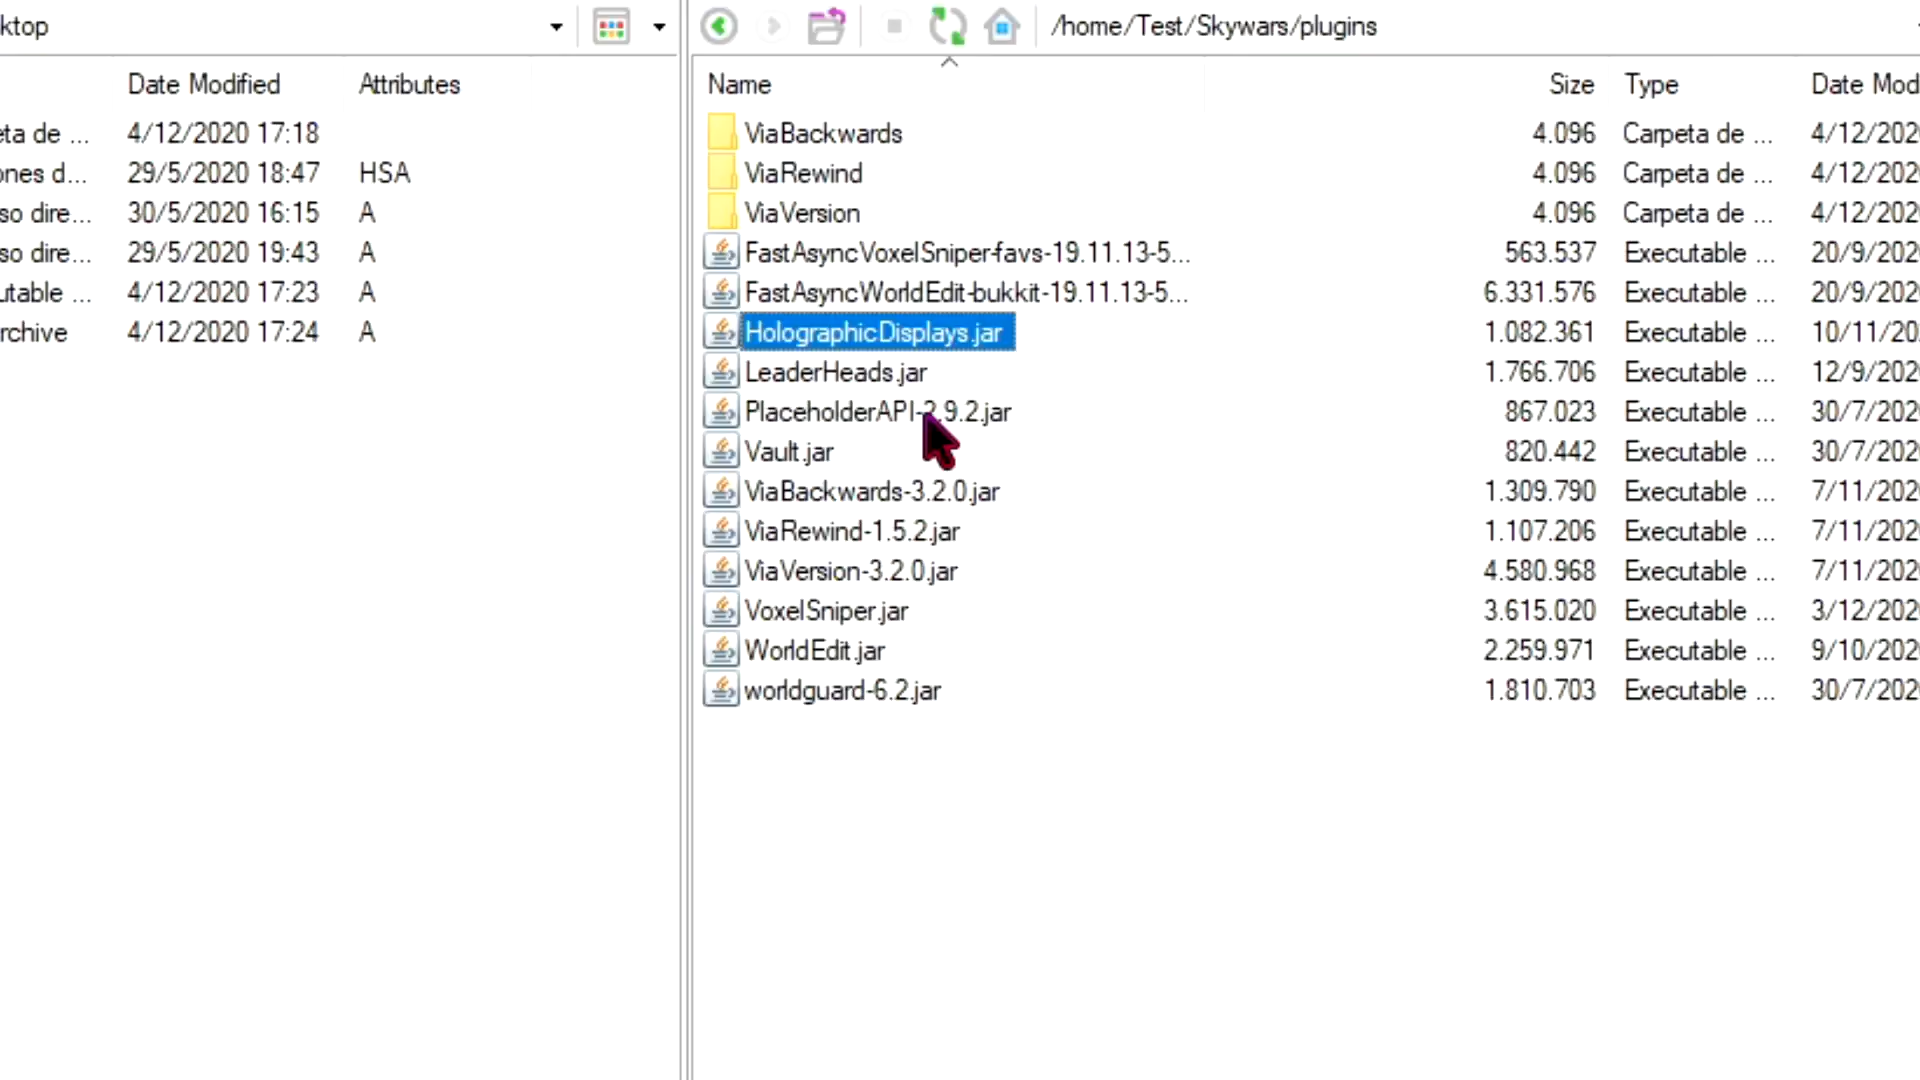 ktop
Date Modified Attributes
eta de ... 4/12/2020 17:18
ones d... 29/5/2020 18:47 HSA
so dire... 30/5/2020 16:15 A
so dire... 29/5/2020 19:43 A
utable ... 4/12/2020 17:23 A
rchive 4/12/2020 17:24 A
/home/Test/Skywars/plugins
Name Size Type Date Mod
ViaBackwards 4.096 Carpeta de ... 4/12/202
ViaRewind 4.096 Carpeta de ... 4/12/202
ViaVersion 4.096 Carpeta de ... 4/12/202
FastAsyncVoxelSniper-favs-19.11.13-5... 563.537 Executable ... 20/9/202
FastAsyncWorldEdit-bukkit-19.11.13-5... 6.331.576 Executable ... 20/9/202
HolographicDisplays.jar 1.082.361 Executable ... 10/11/20
LeaderHeads.jar 1.766.706 Executable ... 12/9/202
PlaceholderAPI-2.9.2.jar 867.023 Executable ... 30/7/202
Vault.jar 820.442 Executable ... 30/7/202
ViaBackwards-3.2.0.jar 1.309.790 Executable ... 7/11/202
ViaRewind-1.5.2.jar 1.107.206 Executable ... 7/11/202
ViaVersion-3.2.0.jar 4.580.968 Executable ... 7/11/202
VoxelSniper.jar 3.615.020 Executable ... 3/12/202
WorldEdit.jar 2.259.971 Executable ... 9/10/202
worldguard-6.2.jar 1.810.703 Executable ... 30/7/202